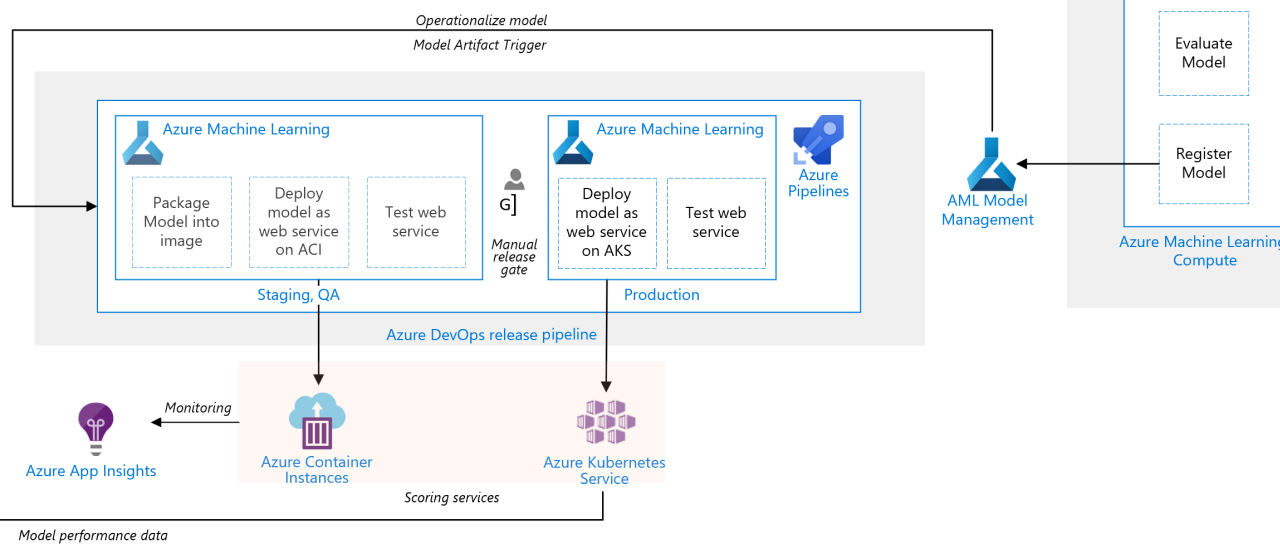 Operationalize model
Model Artifact Trigger
Evaluate
Model
Register
Model
Azure Machine Learning
Compute
AML Model
Management
Azure Machine Learning
Package
Model into
image
Deploy
model as
web service
on ACI
Test web
service
Staging, QA
G]
Manual
release
gate
Azure Machine Learning
Deploy
model as
web service
on AKS
Test web
service
Production
Azure
Pipelines
Azure DevOps release pipeline
Monitoring
Azure App Insights
Azure Container
Instances
Azure Kubernetes
Service
Scoring services
Model performance data